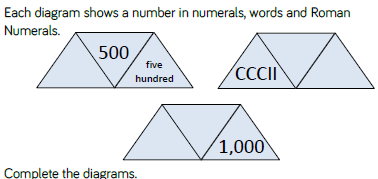 Each diagram shows a number in numerals, words and Roman
Numerals.
500
five
hundred
CCCII
1,000
Complete the diagrams.